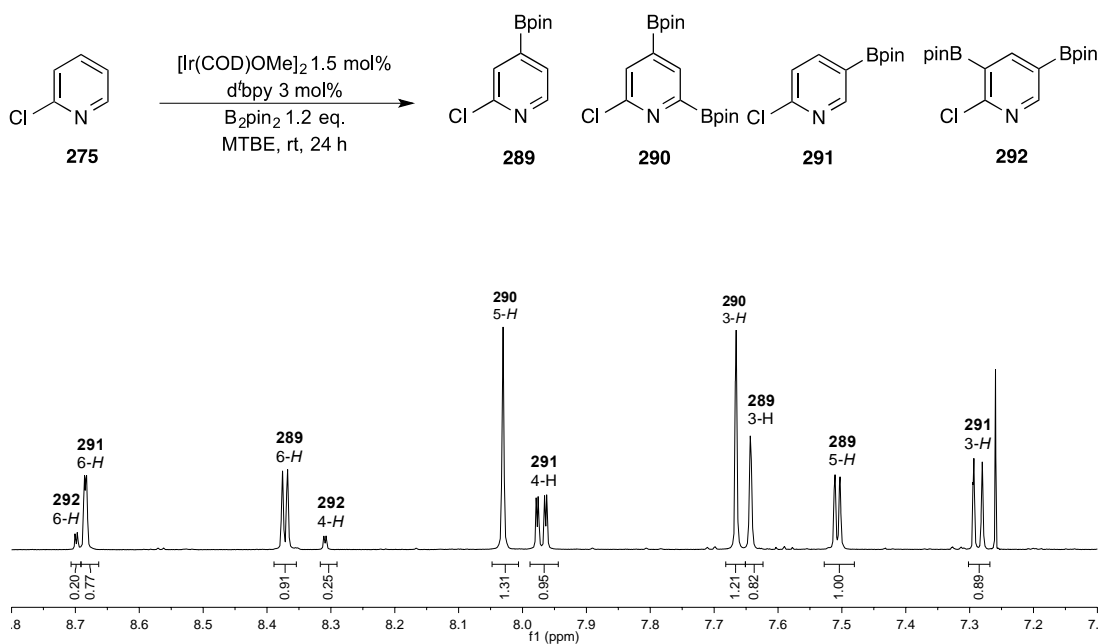 Bpin
Bpin
Cl
N
275
[Ir(COD)OMe]₂ 1.5 mol%
dᵗbpy 3 mol%
B₂pin₂ 1.2 eq.
MTBE, rt, 24 h
Cl
N
289
Cl
N
Bpin
290
Bpin
Cl
N
291
pinB
Bpin
Cl
N
292
290
5-H
290
3-H
289
3-H
289
6-H
291
6-H
292
6-H
292
4-H
291
4-H
289
5-H
291
3-H
0.20
0.77
0.91
0.25
1.31
0.95
1.21
0.82
1.00
0.89
.8 8.7 8.6 8.5 8.4 8.3 8.2 8.1 8.0 7.9 7.8 7.7 7.6 7.5 7.4 7.3 7.2 7.
f1 (ppm)